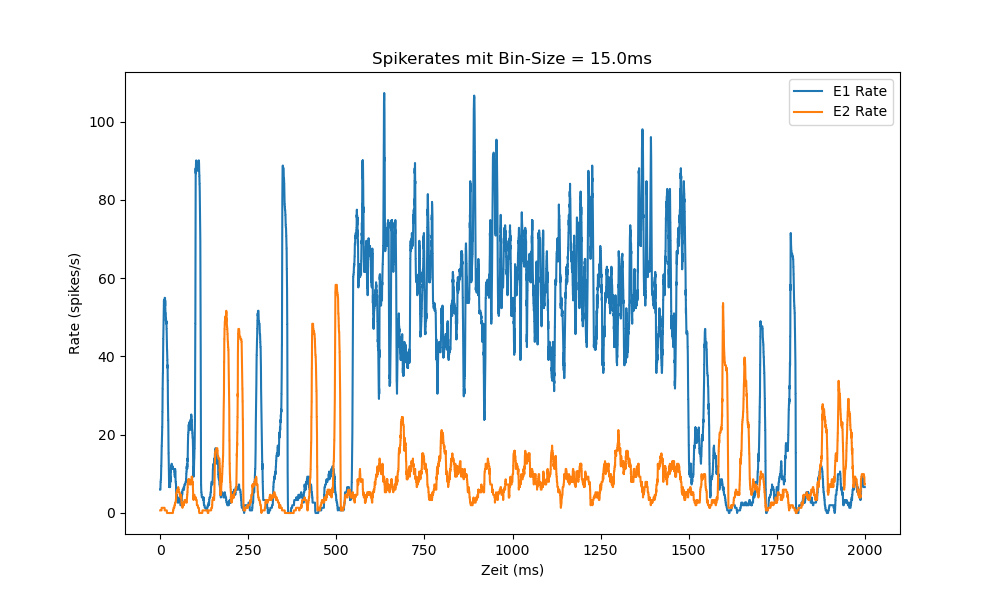 Spikerates mit Bin-Size = 15.0ms
E1 Rate
E2 Rate
100
80
60
40
20
0
Rate (spikes/s)
0 250 500 750 1000 1250 1500 1750 2000
Zeit (ms)